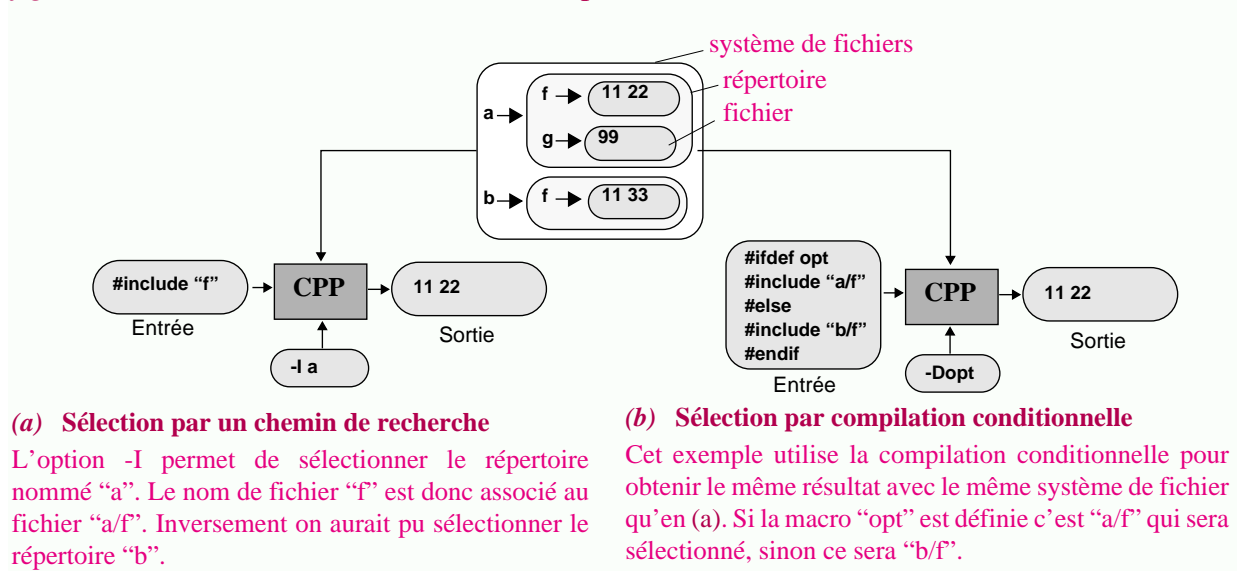 système de fichiers
répertoire
fichier
a
f
11 22
g
99
b
f
11 33
#include “f”
Entrée
CPP
-I a
11 22
Sortie
#ifdef opt
#include “a/f”
#else
#include “b/f”
#endif
Entrée
CPP
-Dopt
11 22
Sortie
(a) Sélection par un chemin de recherche
L’option -I permet de sélectionner le répertoire
nommé “a”. Le nom de fichier “f” est donc associé au
fichier “a/f”. Inversement on aurait pu sélectionner le
répertoire “b”.
(b) Sélection par compilation conditionnelle
Cet exemple utilise la compilation conditionnelle pour
obtenir le même résultat avec le même système de fichier
qu’en (a). Si la macro “opt” est définie c’est “a/f” qui sera
sélectionné, sinon ce sera “b/f”.